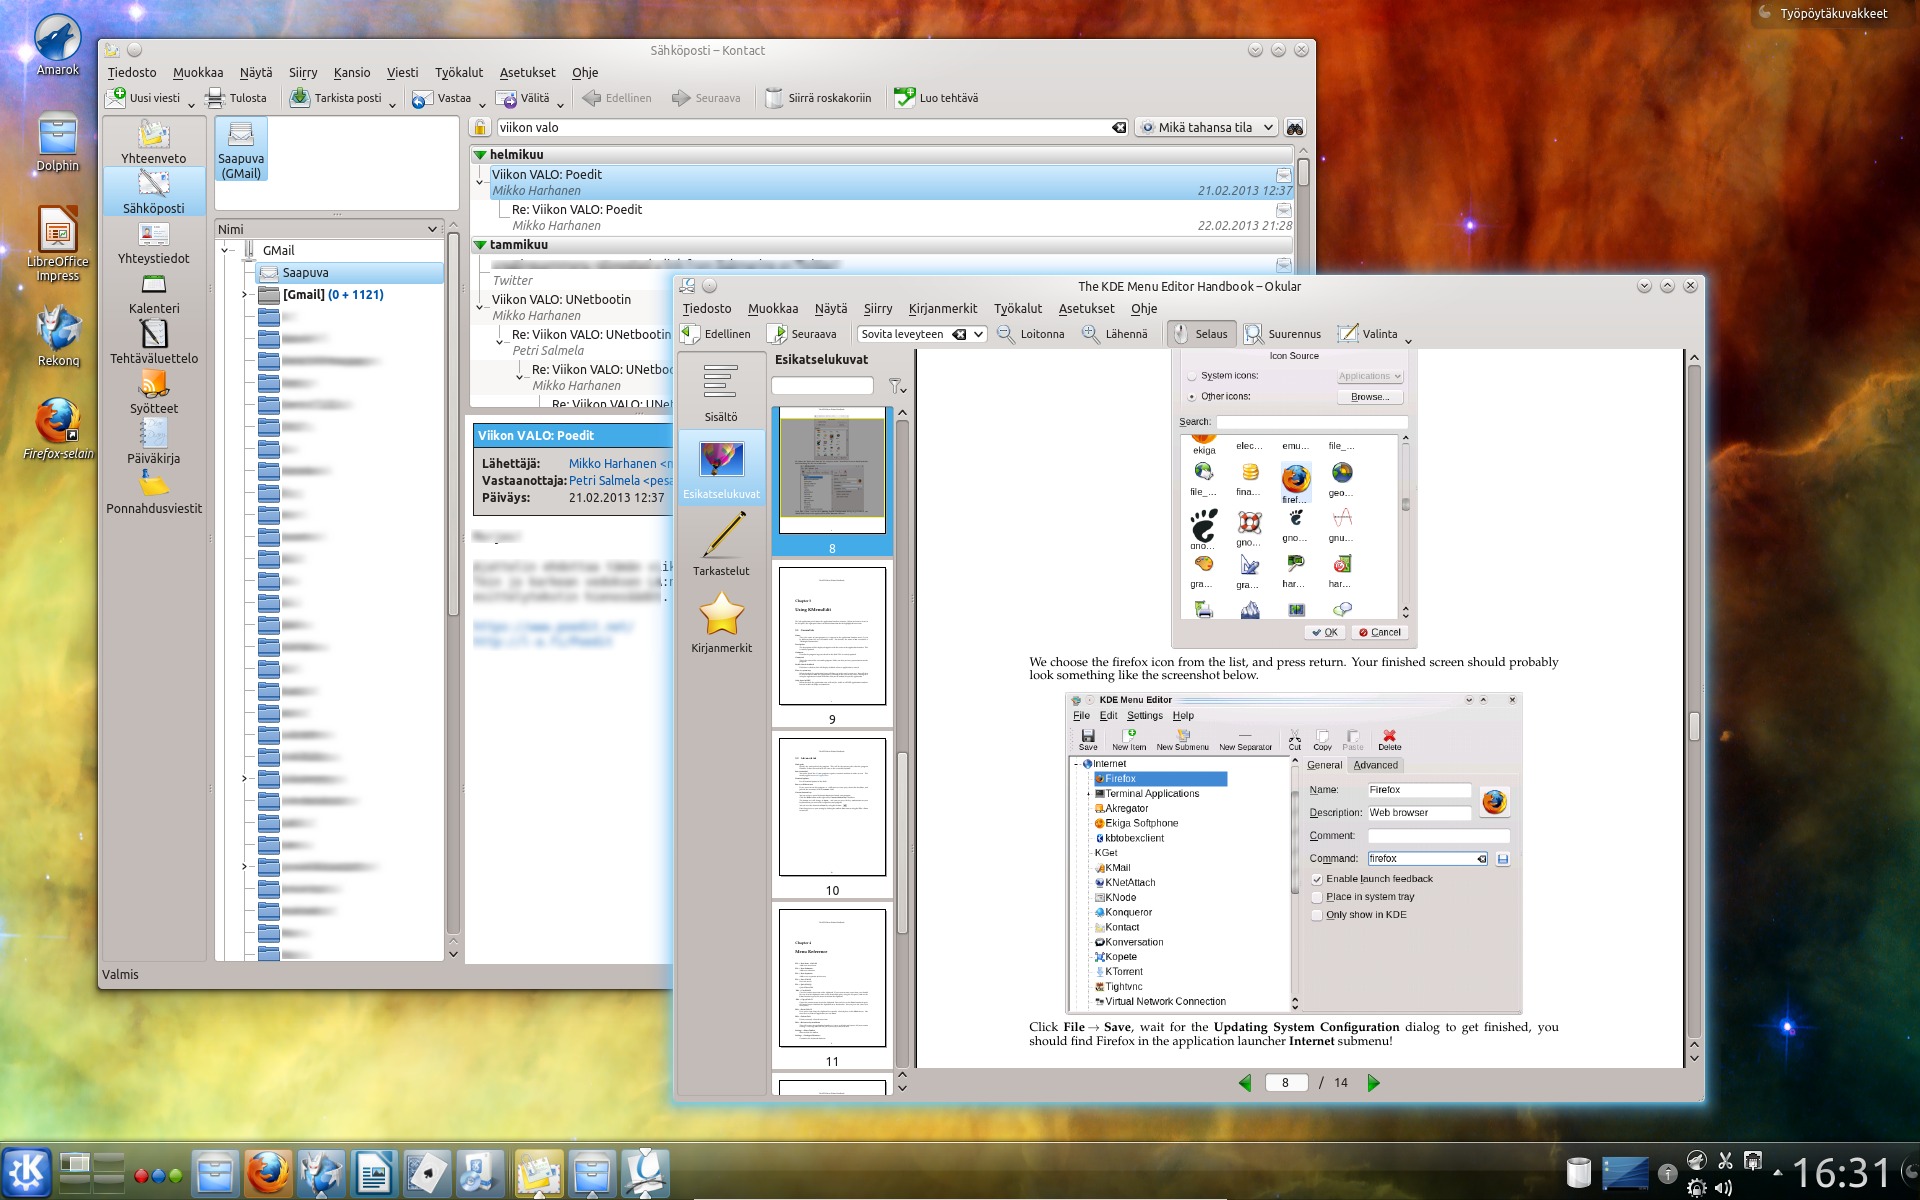 Työpöytäkuvakkeet
Amarok
Dolphin
LibreOffice
Impress
Rekonq
Firefox-selain
Sähköposti – Kontact
Tiedosto Muokkaa Näytä Siirry Kansio Viesti Työkalut Asetukset Ohje
Uusi viesti Tulosta Tarkista posti Vastaa Välitä Edellinen Seuraava Siirrä roskakoriin Luo tehtävä
Yhteenveto
Sähköposti
Yhteystiedot
Kalenteri
Tehtäväluettelo
Syötteet
Päiväkirja
Ponnahdusviestit
Saapuva
(GMail)
Nimi
GMail
Saapuva
[Gmail] (0 + 1121)
viikon valo
Mikä tahansa tila
helmikuu
Viikon VALO: Poedit
Mikko Harhanen 21.02.2013 12:37
Re: Viikon VALO: Poedit
Mikko Harhanen 22.02.2013 21:28
tammikuu
Twitter
Viikon VALO: UNetbootin
Mikko Harhanen
Re: Viikon VALO: UNetbootin
Petri Salmela
Re: Viikon VALO: UNetboo
Mikko Harhanen
Re: Viikon VALO: UNet
Viikon VALO: Poedit
Lähettäjä: Mikko Harhanen <m
Vastaanottaja: Petri Salmela <pesa
Päiväys: 21.02.2013 12:37
Valmis
The KDE Menu Editor Handbook – Okular
Tiedosto Muokkaa Näytä Siirry Kirjanmerkit Työkalut Asetukset Ohje
Edellinen Seuraava Sovita leveyteen Loitonna Lähennä Selaus Suurennus Valinta
Sisältö
Esikatselukuvat
Tarkastelut
Kirjanmerkit
Esikatselukuvat
8
Chapter 3
Using KMenuEdit
9
10
Chapter 4
Menu Reference
11
Icon Source
System icons: Applications
Other icons: Browse...
Search:
ekiga elec... emu... file_...
file_... fina... firef... geo...
gno... gno... gno... gnu...
gra... gra... har... har...
OK Cancel
We choose the firefox icon from the list, and press return. Your finished screen should probably
look something like the screenshot below.
KDE Menu Editor
File Edit Settings Help
Save New Item New Submenu New Separator Cut Copy Paste Delete
Internet
Firefox
Terminal Applications
Akregator
Ekiga Softphone
kbtobexclient
KGet
KMail
KNetAttach
KNode
Konqueror
Kontact
Konversation
Kopete
KTorrent
Tightvnc
Virtual Network Connection
General Advanced
Name: Firefox
Description: Web browser
Comment:
Command: firefox
Enable launch feedback
Place in system tray
Only show in KDE
Click File → Save, wait for the Updating System Configuration dialog to get finished, you
should find Firefox in the application launcher Internet submenu!
8 / 14
16:31